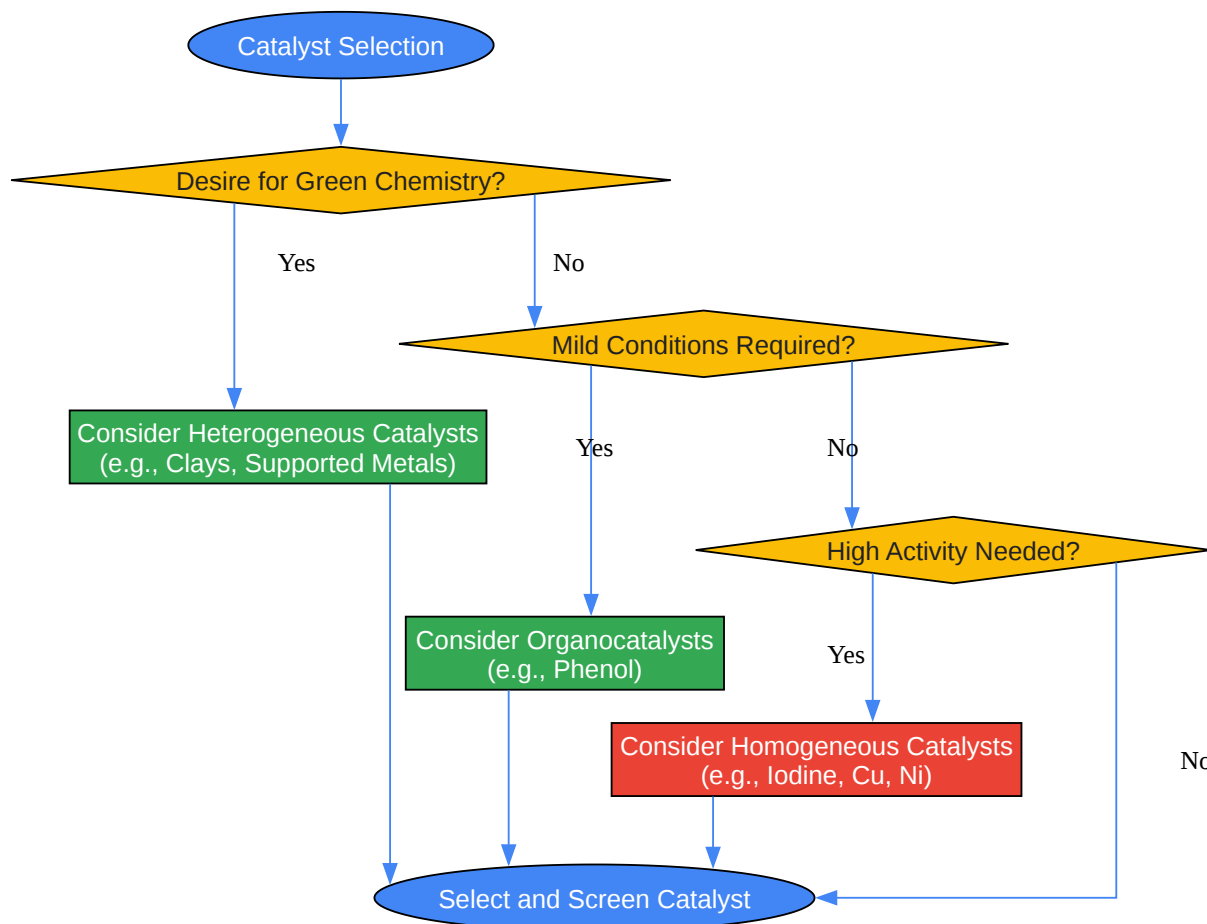 Catalyst Selection
Desire for Green Chemistry?
Yes
No
Mild Conditions Required?
Consider Heterogeneous Catalysts
(e.g., Clays, Supported Metals)
Yes
No
High Activity Needed?
Consider Organocatalysts
(e.g., Phenol)
Yes
Consider Homogeneous Catalysts
(e.g., Iodine, Cu, Ni)
No
Select and Screen Catalyst